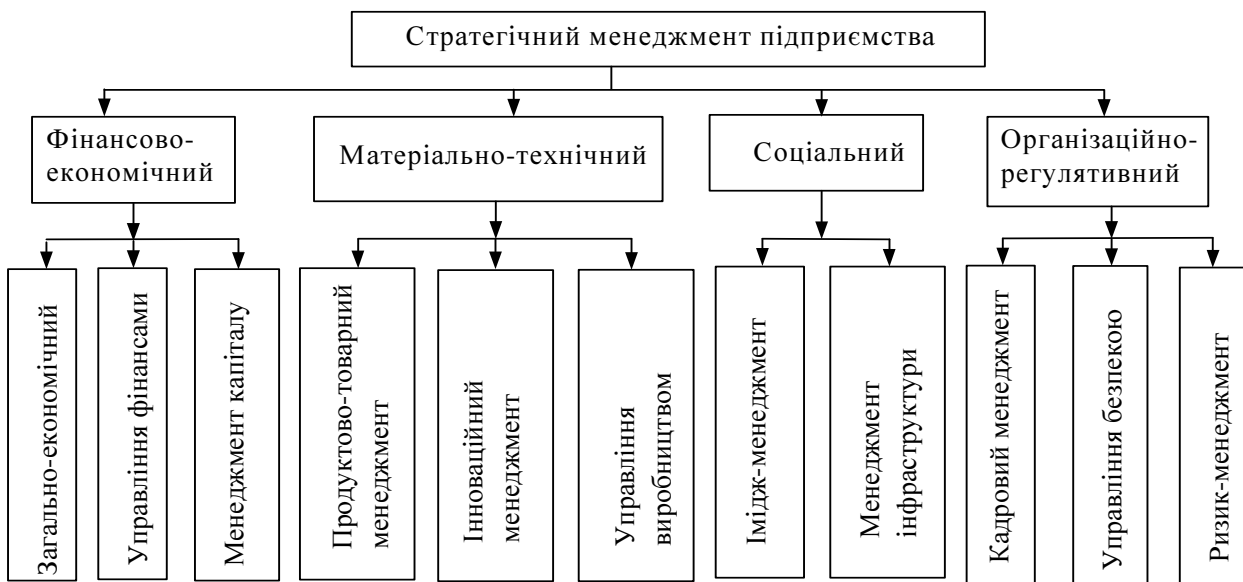 Стратегічний менеджмент підприємства
Фінансово-
економічний
Матеріально-технічний
Соціальний
Організаційно-
регулятивний
Загально-економічний
Управління фінансами
Менеджмент капіталу
Продуктово-товарний
менеджмент
Інноваційний
менеджмент
Управління
виробництвом
Імідж-менеджмент
Менеджмент
інфраструктури
Кадровий менеджмент
Управління безпекою
Ризик-менеджмент